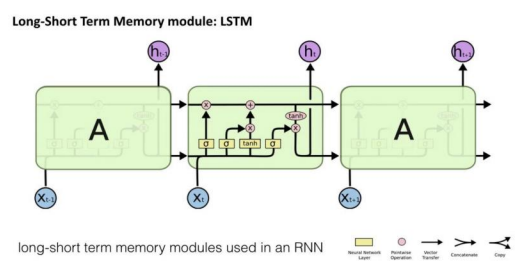 Long-Short Term Memory module: LSTM
h t-1
h t
h t+1
A
x
+
tanh
x
x
σ
σ
tanh
σ
A
X t-1
X t
X t+1
long-short term memory modules used in an RNN
Neural Network Layer
Pointwise Operation
Vector Transfer
Concatenate
Copy